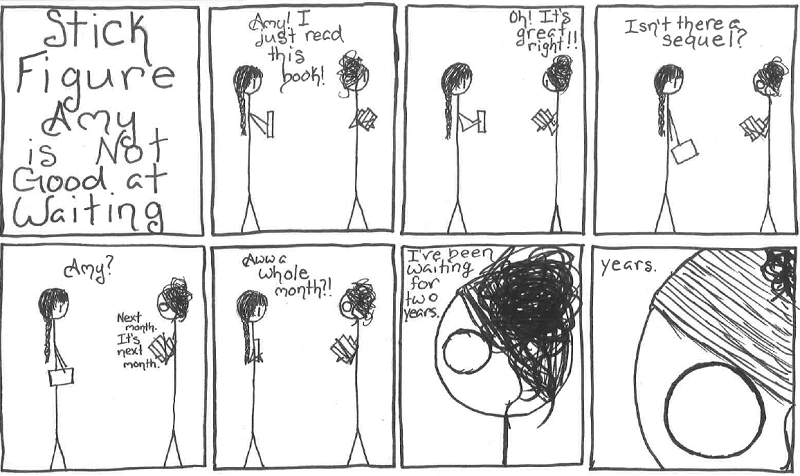 Stick
Figure
Amy
is Not
Good at
Waiting
Amy! I
just read
this
book!
Oh! It's
great
right!!
Isn't there a
sequel?
Amy?
Next
month.
It's
next
month.
Aww a
whole
month?!
I've been
waiting
for
two
years.
years.